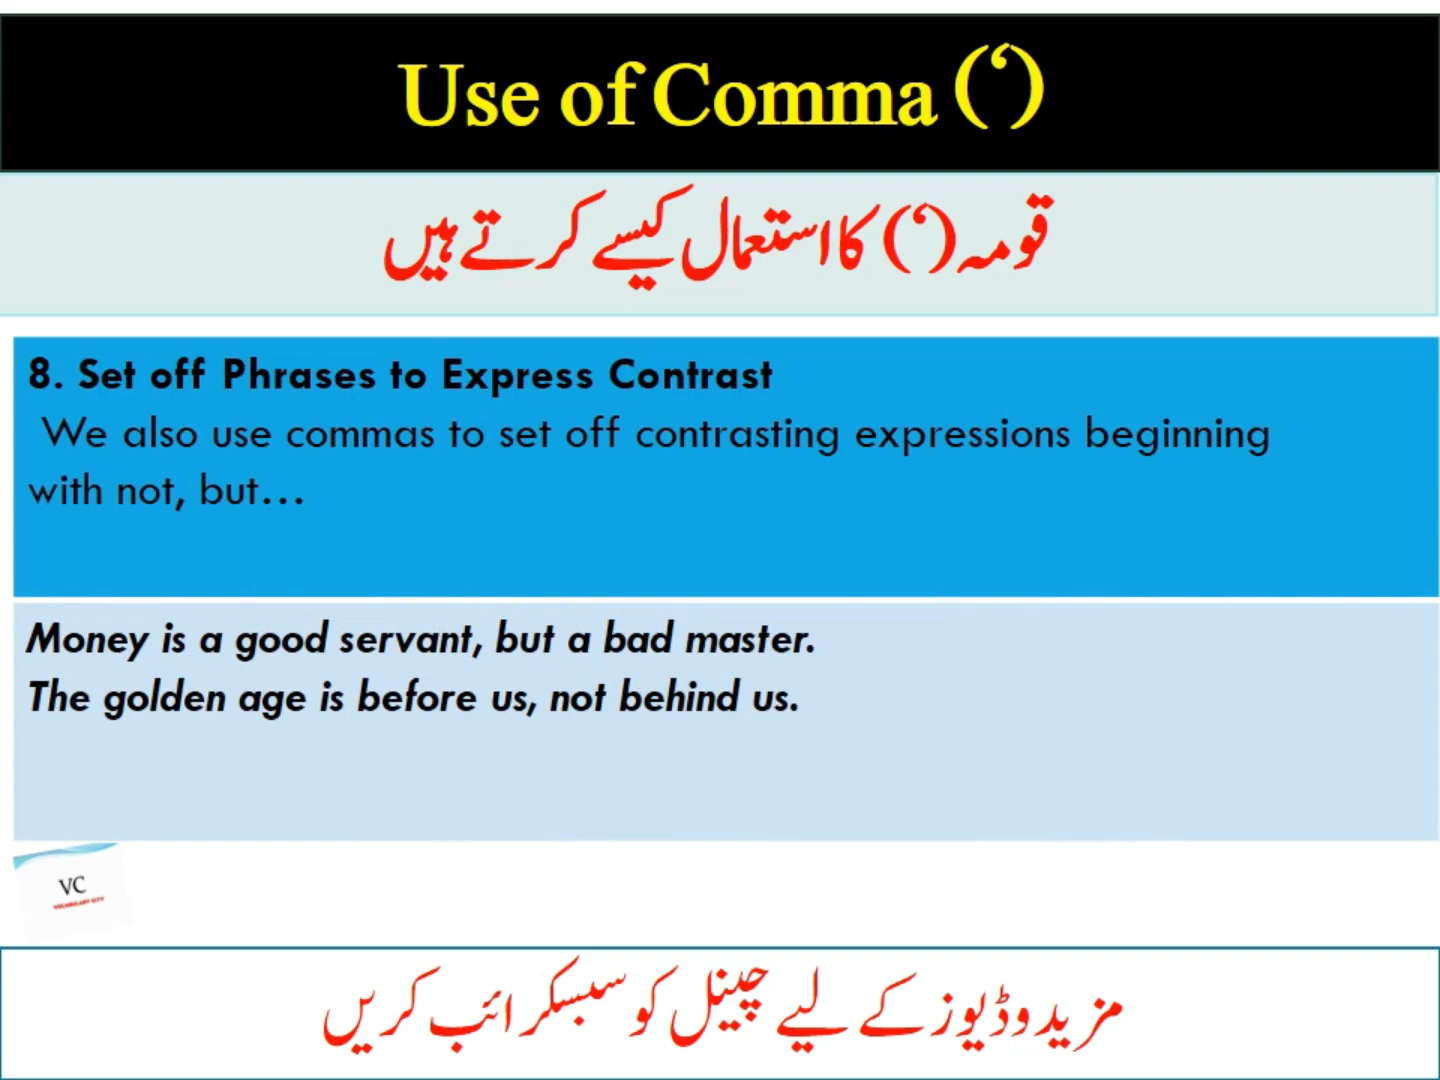 Use of Comma (‘)
قومہ (‘) کا استعمال کیسے کرتے ہیں
8. Set off Phrases to Express Contrast
We also use commas to set off contrasting expressions beginning
with not, but...
Money is a good servant, but a bad master.
The golden age is before us, not behind us.
VC
VOCABULARY CITY
مزید وڈیوز کے لیے چینل کو سبسکرائب کریں